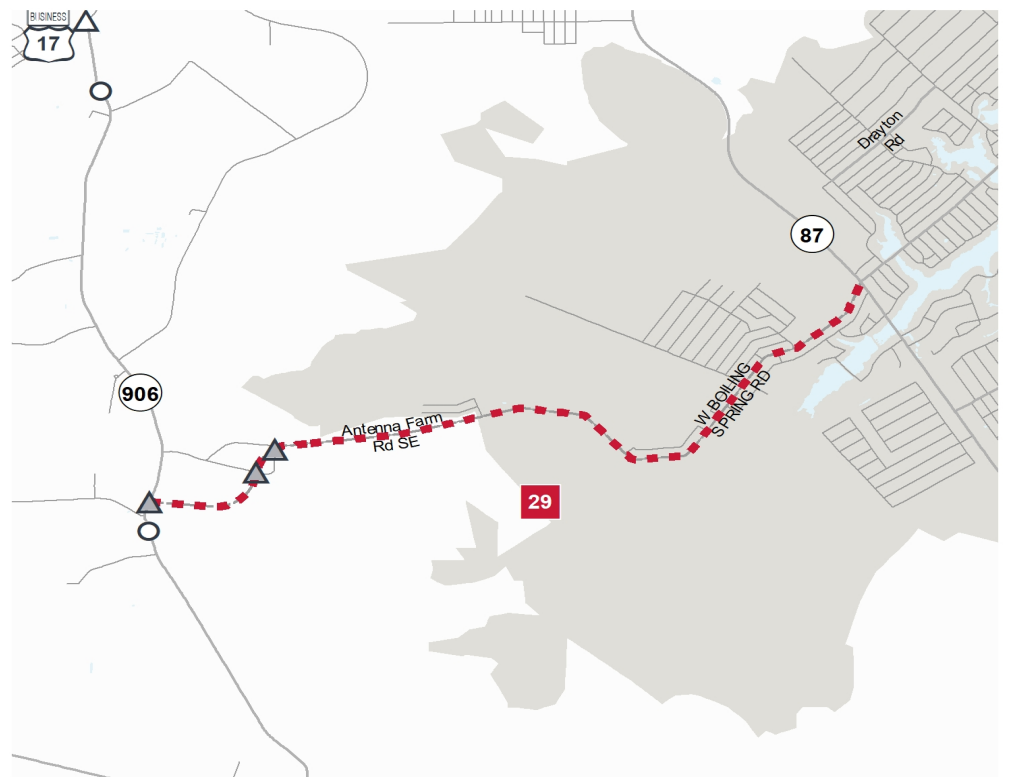 BUSINESS
17
Drayton
Rd
87
906
W BOILING
SPRING RD
Antenna Farm
Rd SE
29